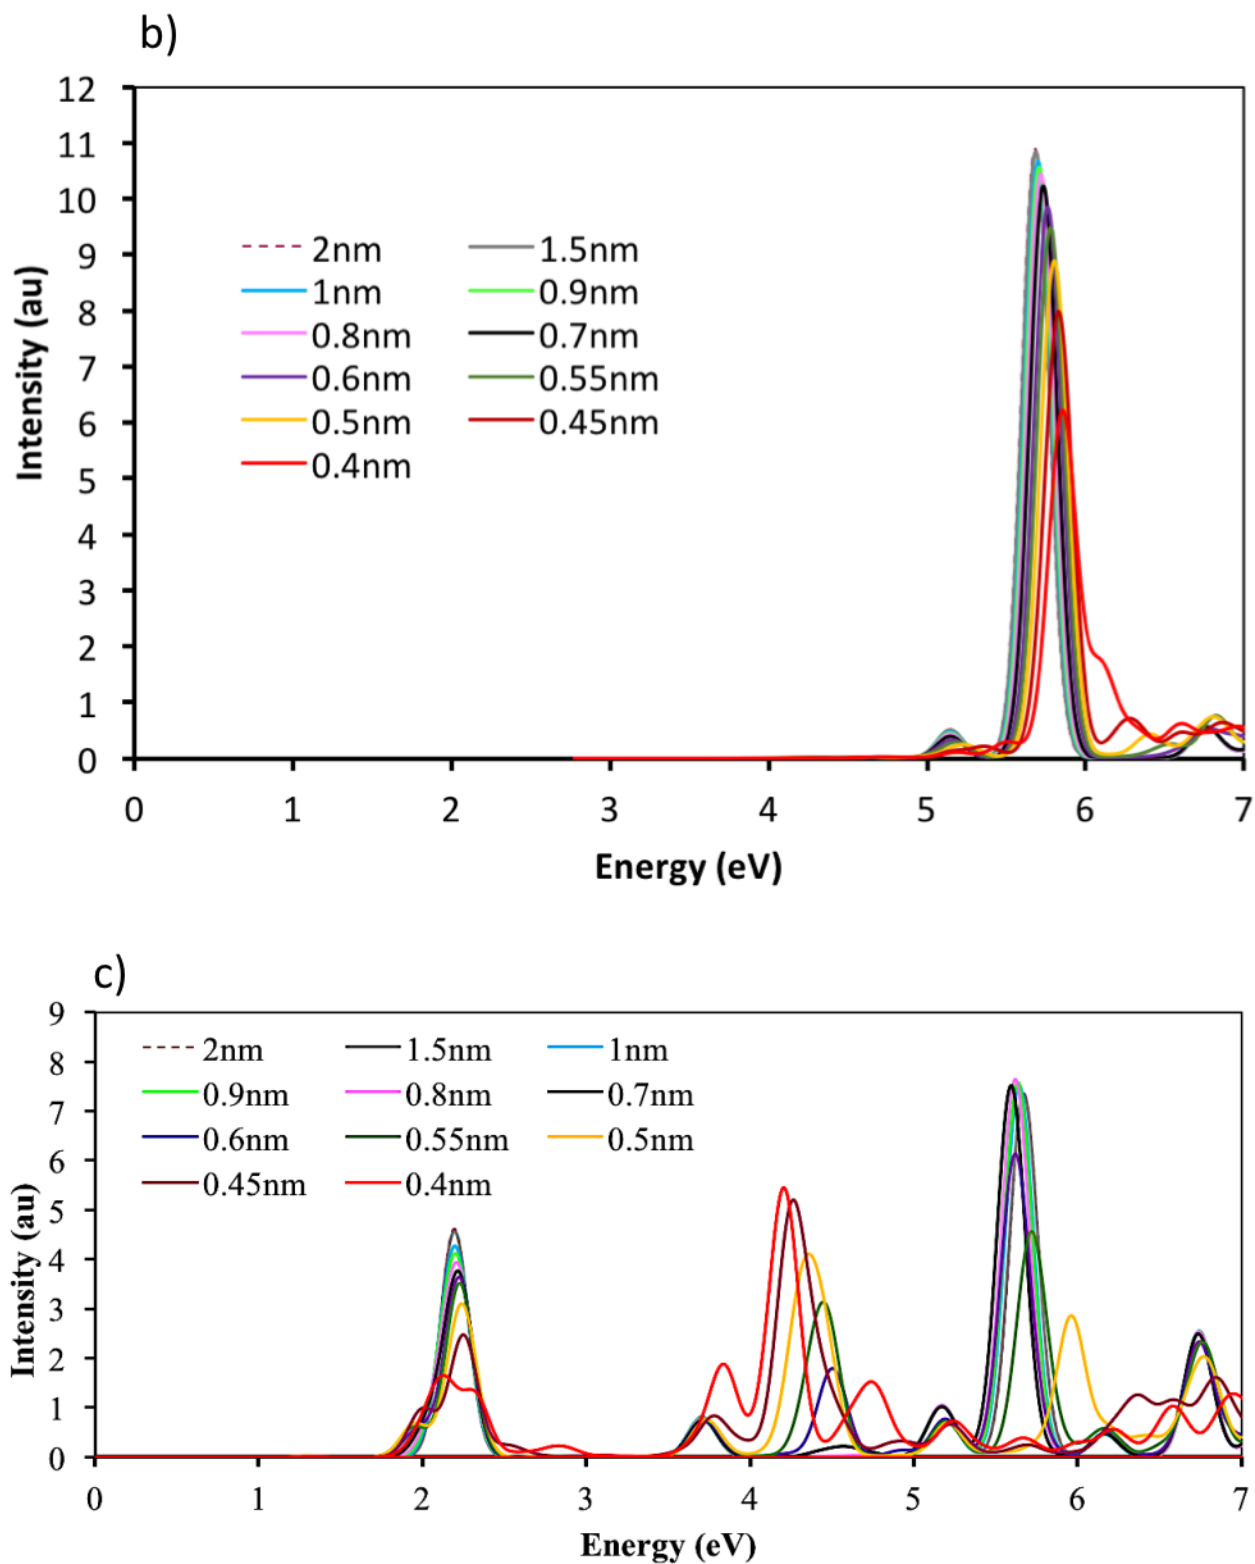 b)
12
11
10
9
8
7
6
5
4
3
2
1
0
Intensity (au)
2nm 1.5nm
1nm 0.9nm
0.8nm 0.7nm
0.6nm 0.55nm
0.5nm 0.45nm
0.4nm
0 1 2 3 4 5 6 7
Energy (eV)
c)
9
8
7
6
5
4
3
2
1
0
Intensity (au)
2nm 1.5nm 1nm
0.9nm 0.8nm 0.7nm
0.6nm 0.55nm 0.5nm
0.45nm 0.4nm
0 1 2 3 4 5 6 7
Energy (eV)